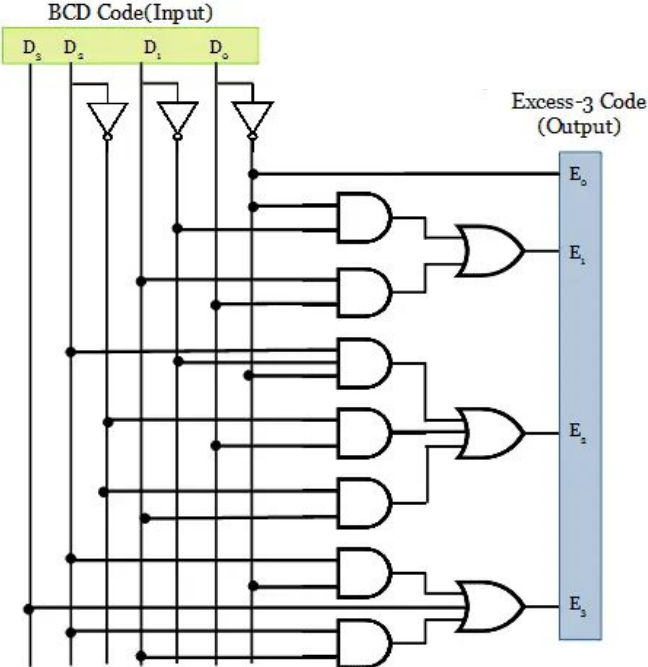 BCD Code(Input)
D₃ D₂ D₁ D₀
Excess-3 Code
(Output)
E₀
E₁
E₂
E₃